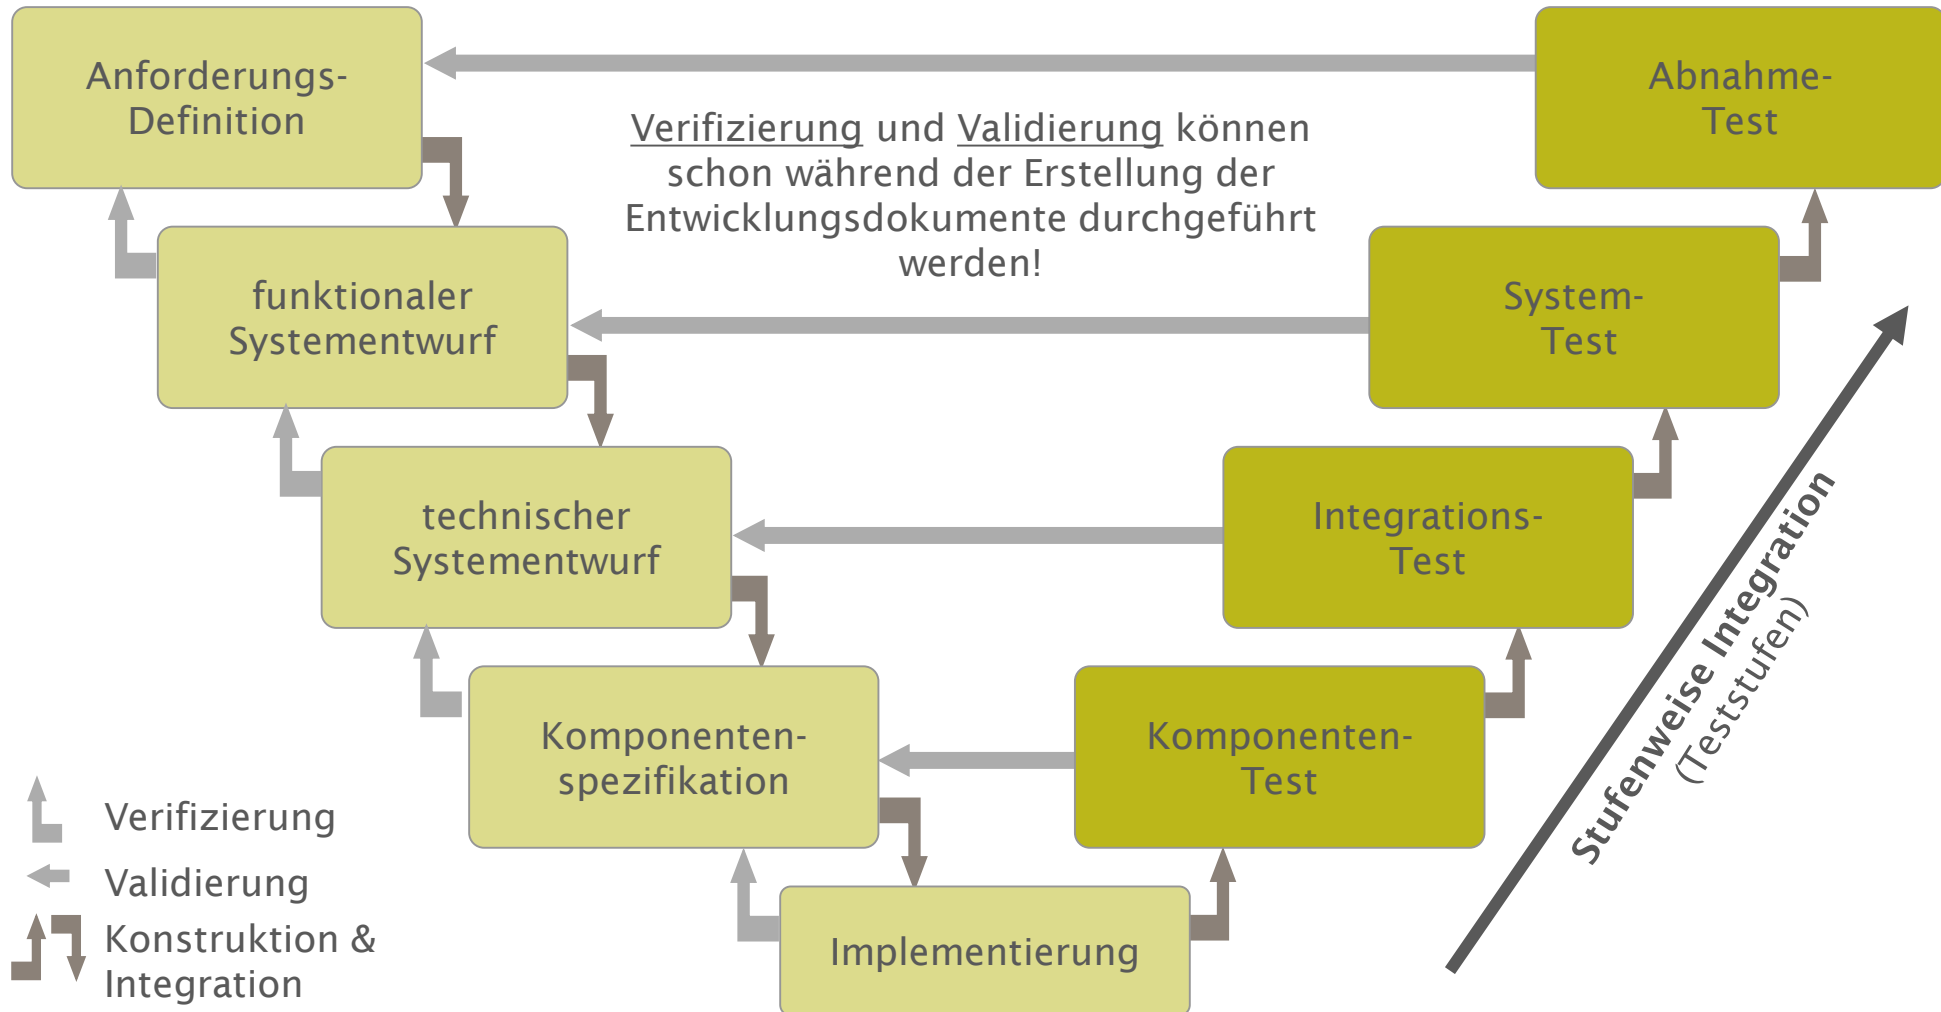 Anforderungs-
Definition
Abnahme-
Test
Verifizierung und Validierung können
schon während der Erstellung der
Entwicklungsdokumente durchgeführt
werden!
funktionaler
Systementwurf
System-
Test
technischer
Systementwurf
Integrations-
Test
Komponenten-
spezifikation
Komponenten-
Test
Implementierung
Stufenweise Integration
(Teststufen)
Verifizierung
Validierung
Konstruktion &
Integration